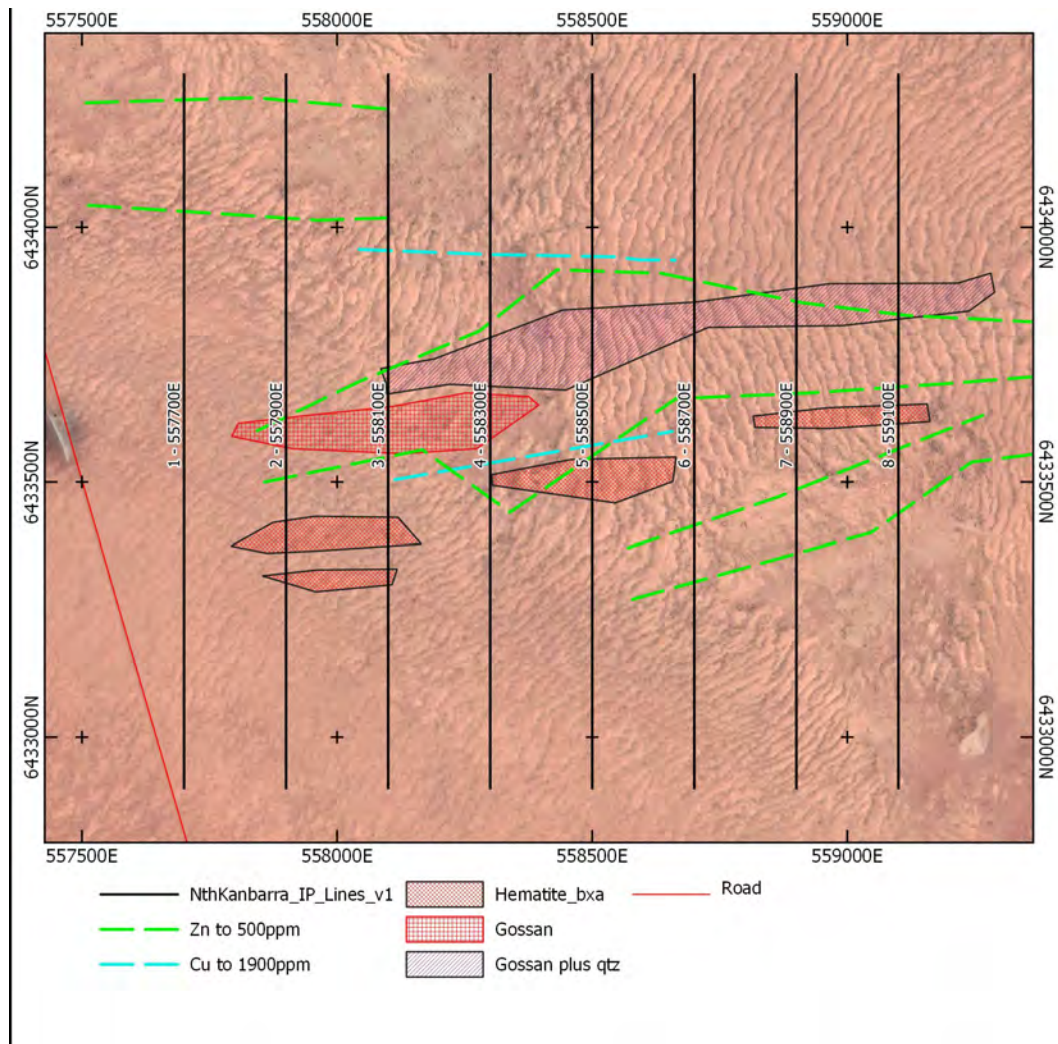 557500E 558000E 558500E 559000E
6434000N
6433500N
6433000N
6434000N
6433500N
6433000N
1 - 557700E
2 - 557900E
3 - 558100E
4 - 558300E
5 - 558500E
6 - 558700E
7 - 558900E
8 - 559100E
557500E 558000E 558500E 559000E
NthKanbarra_IP_Lines_v1 Hematite_bxa Road
Zn to 500ppm Gossan
Cu to 1900ppm Gossan plus qtz